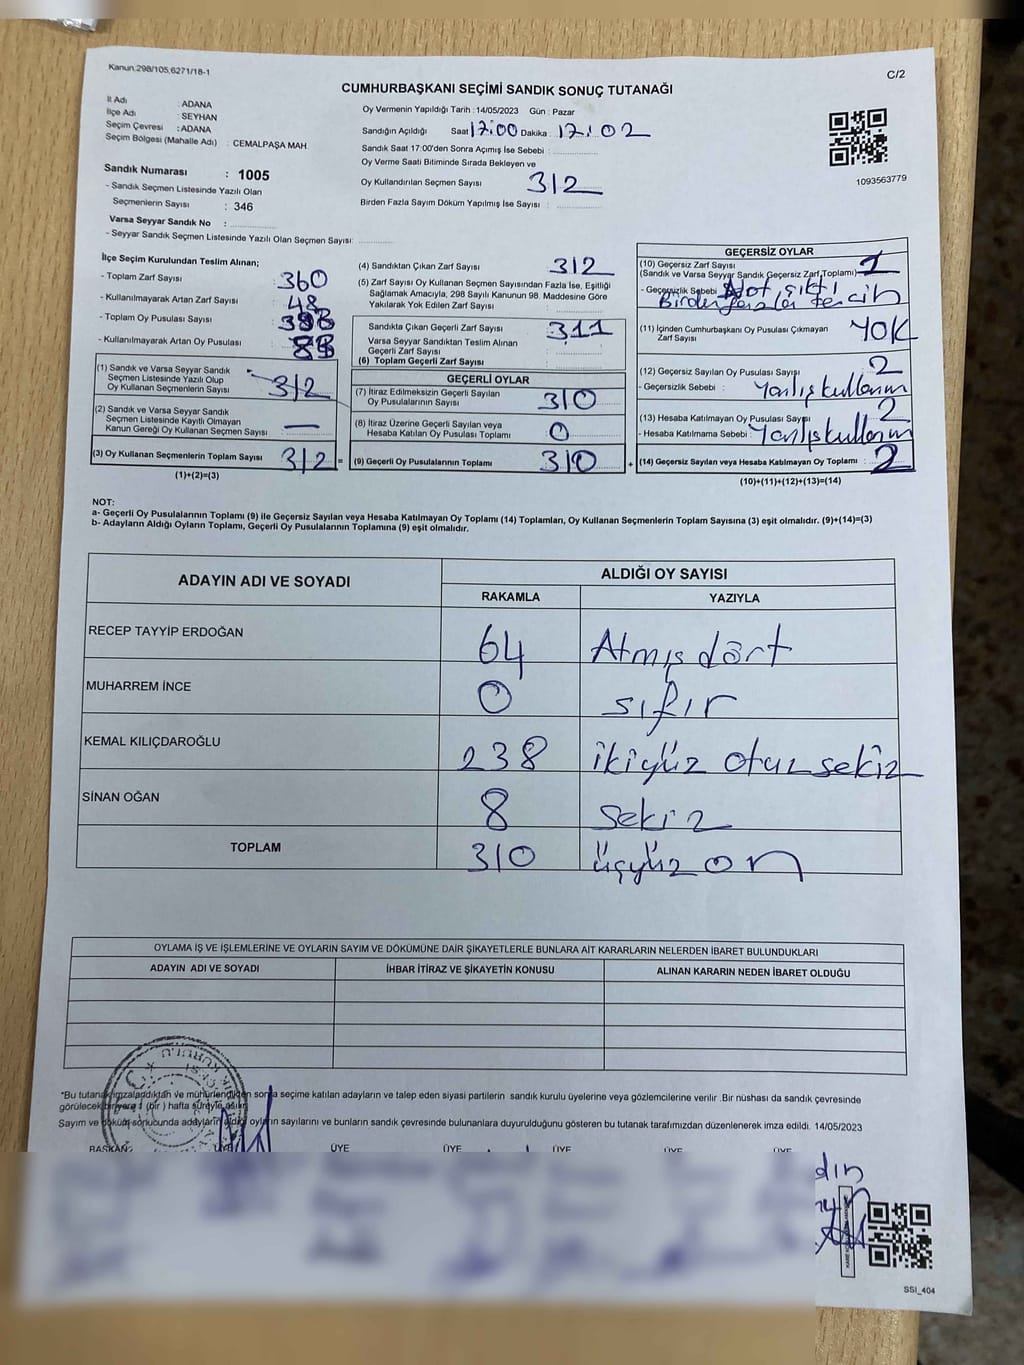 Kanun.298/105,6271/18-1
C/2
CUMHURBAŞKANI SEÇİMİ SANDIK SONUÇ TUTANAĞI
İl Adı : ADANA
İlçe Adı : SEYHAN
Seçim Çevresi : ADANA
Seçim Bölgesi (Mahalle Adı) : CEMALPAŞA MAH
Sandık Numarası : 1005
- Sandık Seçmen Listesinde Yazılı Olan
Seçmenlerin Sayısı : 346
Varsa Seyyar Sandık No :
- Seyyar Sandık Seçmen Listesinde Yazılı Olan Seçmen Sayısı:
Oy Vermenin Yapıldığı Tarih :14/05/2023 Gün : Pazar
Sandığın Açıldığı Saat 17:00 Dakika : 17:02
Sandık Saat 17:00'den Sonra Açımış İse Sebebi :
Oy Verme Saati Bitiminde Sırada Bekleyen ve
Oy Kullandırılan Seçmen Sayısı 312
Birden Fazla Sayım Döküm Yapılmış İse Sayısı :
1093563779
İlçe Seçim Kurulundan Teslim Alınan;
- Toplam Zarf Sayısı : 360
- Kullanılmayarak Artan Zarf Sayısı : 48
- Toplam Oy Pusulası Sayısı :
- Kullanılmayarak Artan Oy Pusulası :
(1) Sandık ve Varsa Seyyar Sandık
Seçmen Listesinde Yazılı Olup
Oy Kullanan Seçmenlerin Sayısı : 312
(2) Sandık ve Varsa Seyyar Sandık
Seçmen Listesinde Kayıtlı Olmayan
Kanun Gereği Oy Kullanan Seçmen Sayısı : —
(3) Oy Kullanan Seçmenlerin Toplam Sayısı : 312 =
(1)+(2)=(3)
(4) Sandıktan Çıkan Zarf Sayısı : 312
(5) Zarf Sayısı Oy Kullanan Seçmen Sayısından Fazla İse, Eşitliği
Sağlamak Amacıyla, 298 Sayılı Kanunun 98. Maddesine Göre
Yakılarak Yok Edilen Zarf Sayısı :
Sandıkta Çıkan Geçerli Zarf Sayısı : 311
Varsa Seyyar Sandıktan Teslim Alınan
Geçerli Zarf Sayısı :
(6) Toplam Geçerli Zarf Sayısı :
GEÇERLİ OYLAR
(7) İtiraz Edilmeksizin Geçerli Sayılan
Oy Pusulalarının Sayısı : 310
(8) İtiraz Üzerine Geçerli Sayılan veya
Hesaba Katılan Oy Pusulası Toplamı : 0
(9) Geçerli Oy Pusulalarının Toplamı : 310 +
GEÇERSİZ OYLAR
(10) Geçersiz Zarf Sayısı
(Sandık ve Varsa Seyyar Sandık Geçersiz Zarf Toplamı) : 1
- Geçersizlik Sebebi : Not çıktı
Birden fazla tercih
(11) İçinden Cumhurbaşkanı Oy Pusulası Çıkmayan
Zarf Sayısı YOK
(12) Geçersiz Sayılan Oy Pusulası Sayısı : 2
- Geçersizlik Sebebi : Yanlış kullanım
(13) Hesaba Katılmayan Oy Pusulası Sayısı 2
- Hesaba Katılmama Sebebi : Yanlış kullanım
(14) Geçersiz Sayılan veya Hesaba Katılmayan Oy Toplamı : 2
(10)+(11)+(12)+(13)=(14)
NOT:
a- Geçerli Oy Pusulalarının Toplamı (9) ile Geçersiz Sayılan veya Hesaba Katılmayan Oy Toplamı (14) Toplamları, Oy Kullanan Seçmenlerin Toplam Sayısına (3) eşit olmalıdır. (9)+(14)=(3)
b- Adayların Aldığı Oyların Toplamı, Geçerli Oy Pusulalarının Toplamına (9) eşit olmalıdır.
ADAYIN ADI VE SOYADI
ALDIĞI OY SAYISI
RAKAMLA YAZIYLA
RECEP TAYYİP ERDOĞAN 64 Atmış dört
MUHARREM İNCE 0 sıfır
KEMAL KILIÇDAROĞLU 238 ikiyüz otuz sekiz
SİNAN OĞAN 8 sekiz
TOPLAM 310 üçyüz on
OYLAMA İŞ VE İŞLEMLERİNE VE OYLARIN SAYIM VE DÖKÜMÜNE DAİR ŞİKAYETLERLE BUNLARA AİT KARARLARIN NELERDEN İBARET BULUNDUKLARI
ADAYIN ADI VE SOYADI İHBAR İTİRAZ VE ŞİKAYETİN KONUSU ALINAN KARARIN NEDEN İBARET OLDUĞU
*Bu tutanak imzalandıktan ve mühürlendikten sonra seçime katılan adayların ve talep eden siyasi partilerin sandık kurulu üyelerine veya gözlemcilerine verilir .Bir nüshası da sandık çevresinde
görülecek bir yere 1 (bir ) hafta süreyle asılır.
Sayım ve döküm sonucunda adayların aldığı oyların sayılarını ve bunların sandık çevresinde bulunanlara duyurulduğunu gösteren bu tutanak tarafımızdan düzenlenerek imza edildi. 14/05/2023
BAŞKAN ÜYE ÜYE ÜYE ÜYE ÜYE ÜYE
SSI_404